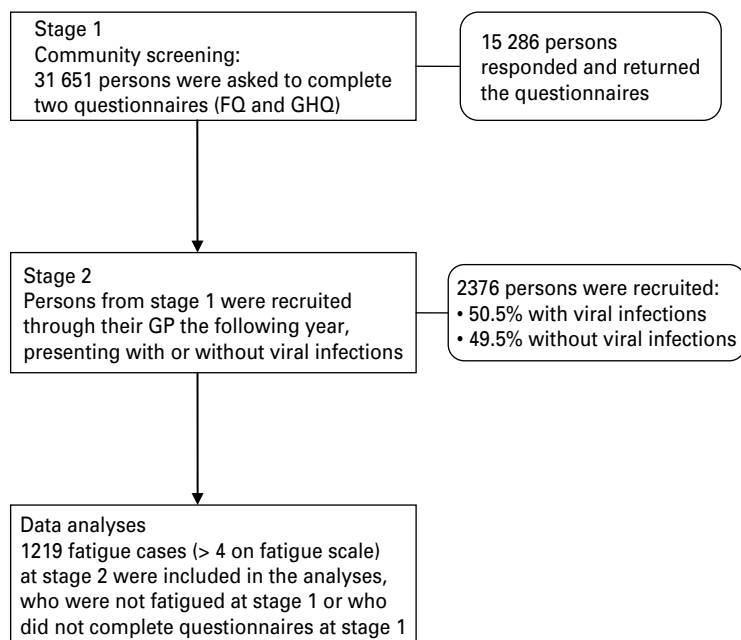 Stage 1
Community screening:
31 651 persons were asked to complete
two questionnaires (FQ and GHQ)
15 286 persons
responded and returned
the questionnaires
Stage 2
Persons from stage 1 were recruited
through their GP the following year,
presenting with or without viral infections
2376 persons were recruited:
• 50.5% with viral infections
• 49.5% without viral infections
Data analyses
1219 fatigue cases (> 4 on fatigue scale)
at stage 2 were included in the analyses,
who were not fatigued at stage 1 or who
did not complete questionnaires at stage 1